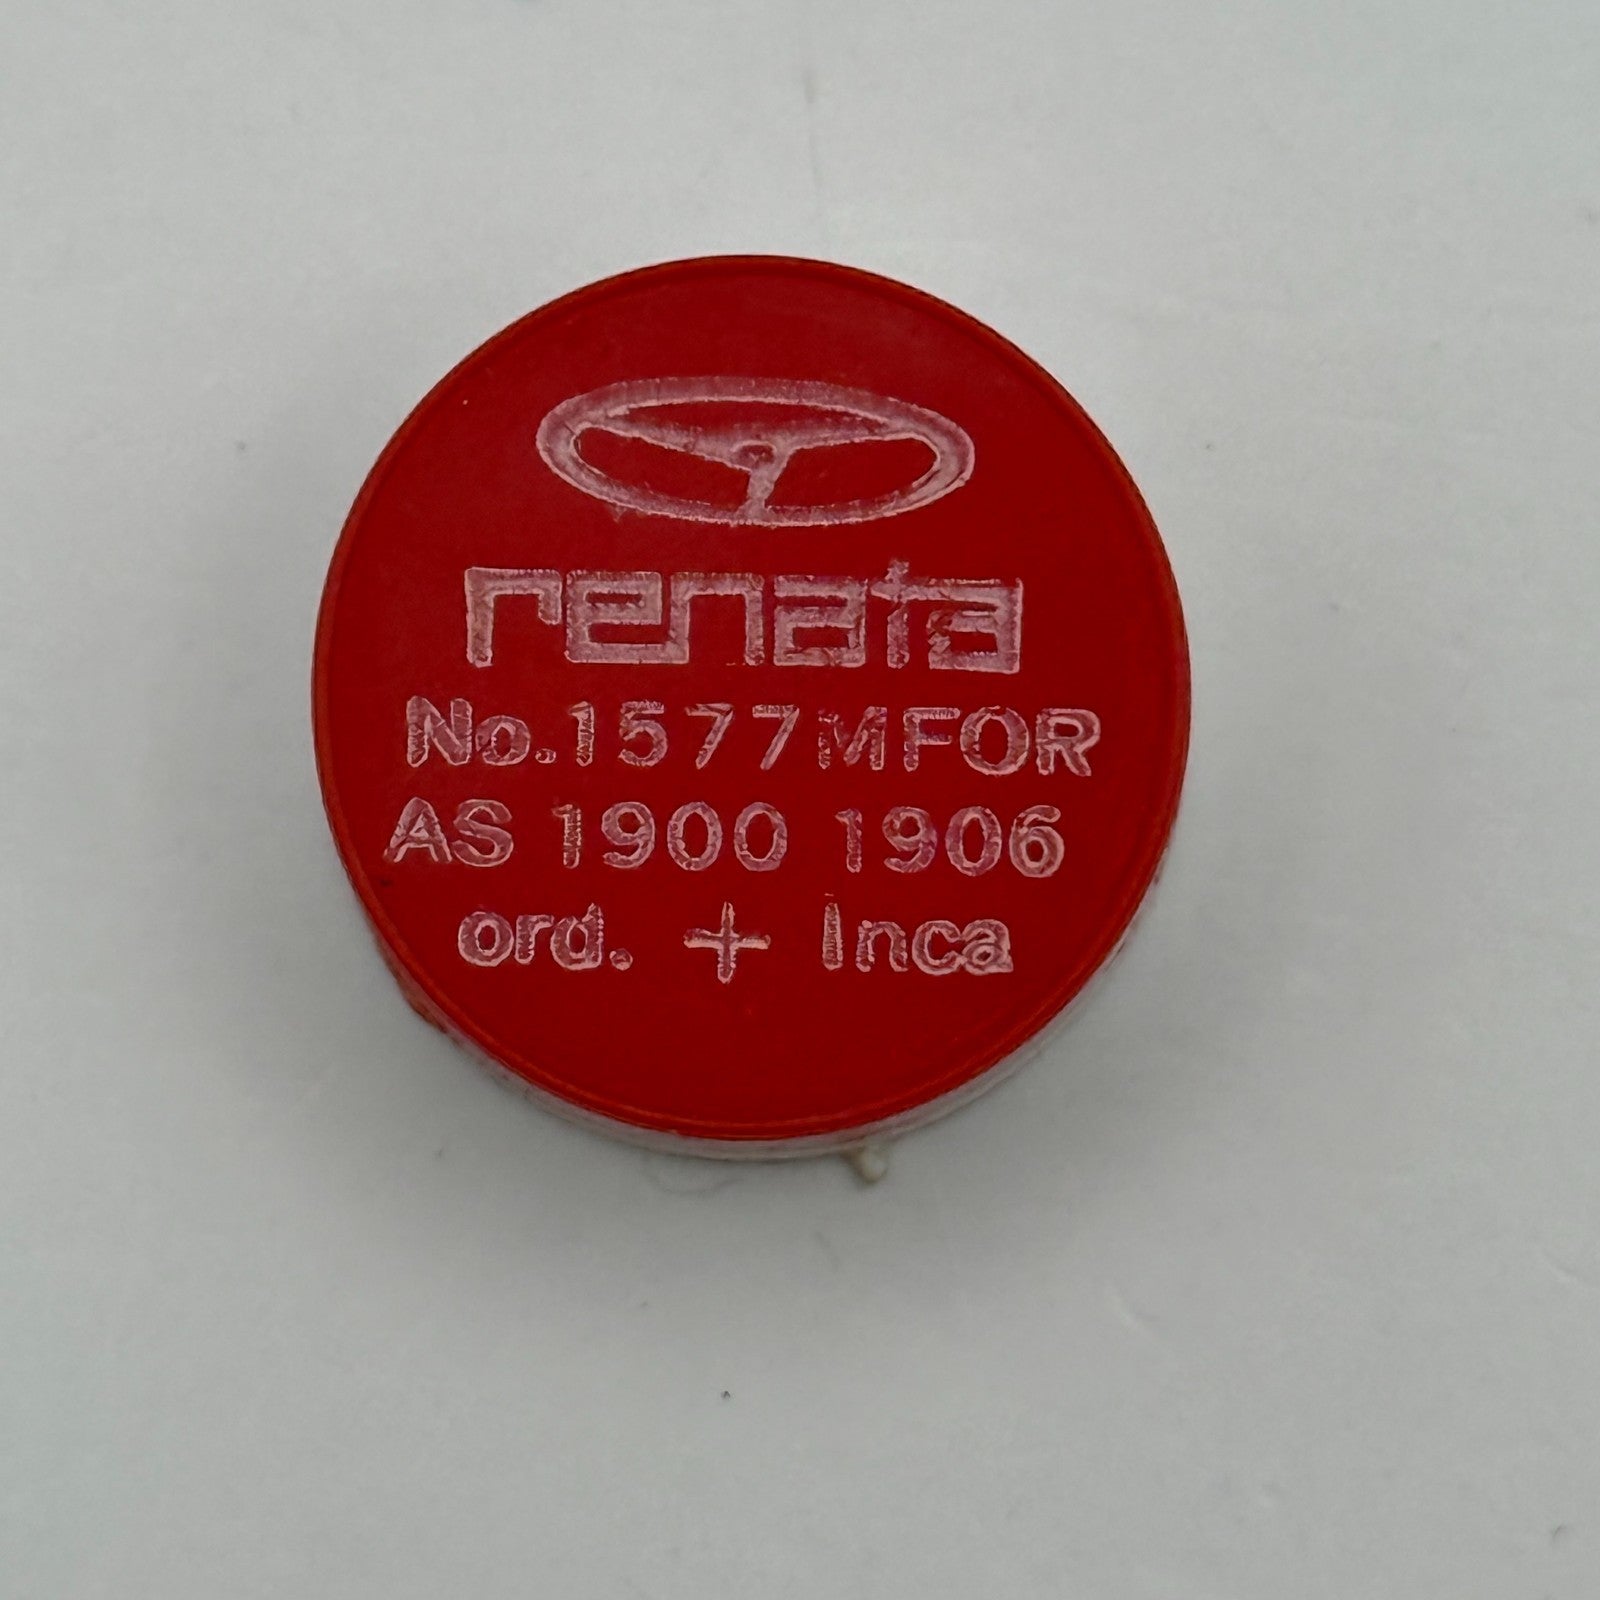 renata
No.1577MFOR
AS 1900 1906
ord. + Inca